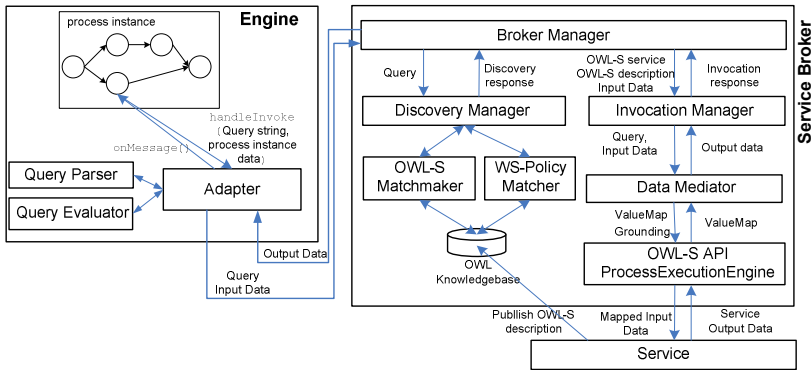 Engine
process instance
handleInvoke
(Query string,
process instance
data)
onMessage()
Query Parser
Query Evaluator
Adapter
Output Data
Query
Input Data
Service Broker
Broker Manager
Query
Discovery
response
OWL-S service
OWL-S description
Input Data
Invocation
response
Discovery Manager
Invocation Manager
Query,
Input Data
Output data
OWL-S
Matchmaker
WS-Policy
Matcher
Data Mediator
ValueMap
Grounding
ValueMap
OWL
Knowledgebase
OWL-S API
ProcessExecutionEngine
Publlish OWL-S
description
Mapped Input
Data
Service
Output Data
Service